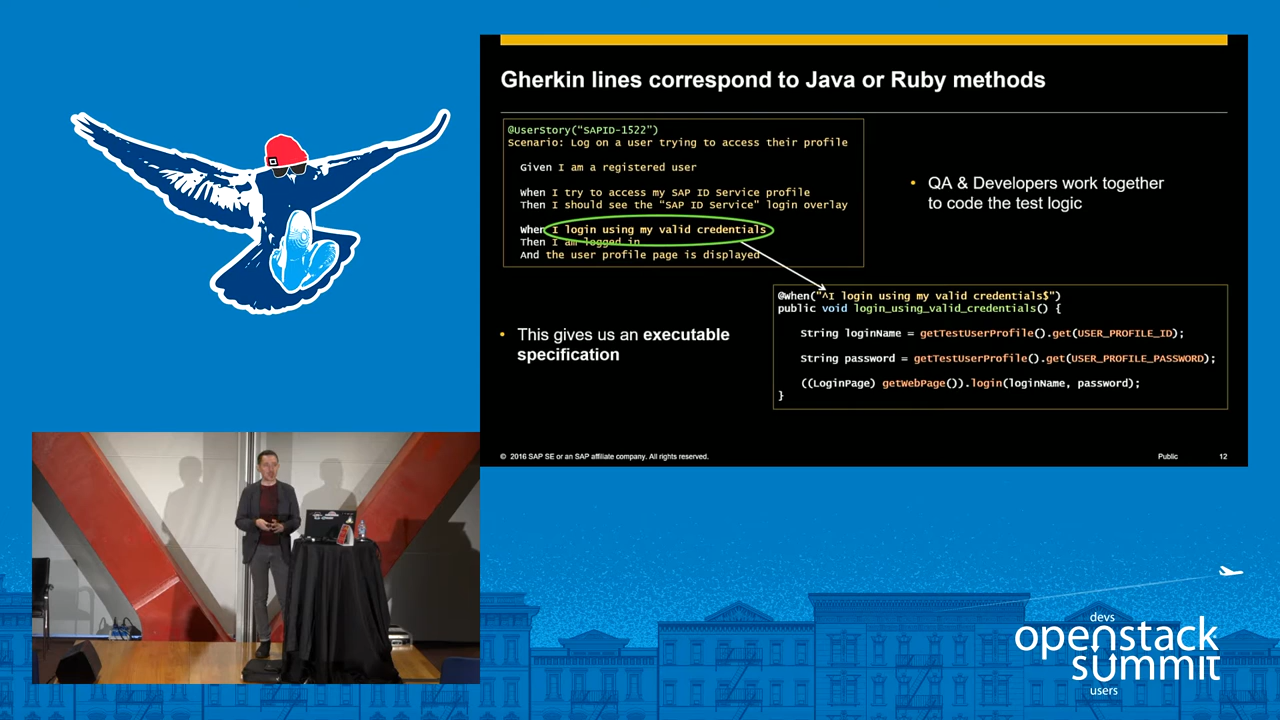 Gherkin lines correspond to Java or Ruby methods
@UserStory("SAPID-1522")
Scenario: Log on a user trying to access their profile
Given I am a registered user
When I try to access my SAP ID Service profile
Then I should see the "SAP ID Service" login overlay
When I login using my valid credentials
Then I am logged in
And the user profile page is displayed
• QA & Developers work together
to code the test logic
@When("^I login using my valid credentials$")
public void login_using_valid_credentials() {
String loginName = getTestUserProfile().get(USER_PROFILE_ID);
String password = getTestUserProfile().get(USER_PROFILE_PASSWORD);
((LoginPage) getWebPage()).login(loginName, password);
}
• This gives us an executable
specification
© 2016 SAP SE or an SAP affiliate company. All rights reserved.
Public
12
devs
openstack
summit
users